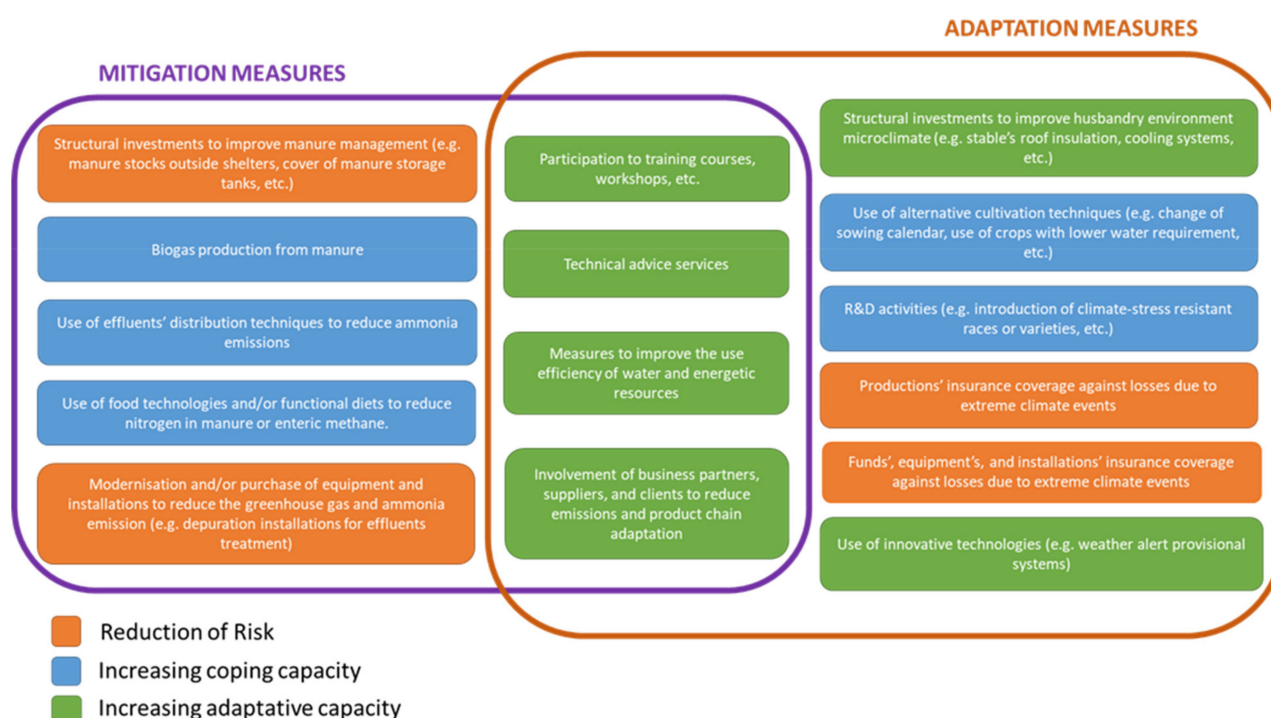 ADAPTATION MEASURES
MITIGATION MEASURES
Structural investments to improve manure management (e.g.
manure stocks outside shelters, cover of manure storage
tanks, etc.)
Biogas production from manure
Use of effluents' distribution techniques to reduce ammonia
emissions
Use of food technologies and/or functional diets to reduce
nitrogen in manure or enteric methane.
Modernisation and/or purchase of equipment and
installations to reduce the greenhouse gas and ammonia
emission (e.g. depuration installations for effluents
treatment)
Participation to training courses,
workshops, etc.
Technical advice services
Measures to improve the use
efficiency of water and energetic
resources
Involvement of business partners,
suppliers, and clients to reduce
emissions and product chain
adaptation
Structural investments to improve husbandry environment
microclimate (e.g. stable's roof insulation, cooling systems,
etc.)
Use of alternative cultivation techniques (e.g. change of
sowing calendar, use of crops with lower water requirement,
etc.)
R&D activities (e.g. introduction of climate-stress resistant
races or varieties, etc.)
Productions' insurance coverage against losses due to
extreme climate events
Funds', equipment's, and installations' insurance coverage
against losses due to extreme climate events
Use of innovative technologies (e.g. weather alert provisional
systems)
Reduction of Risk
Increasing coping capacity
Increasing adaptative capacity